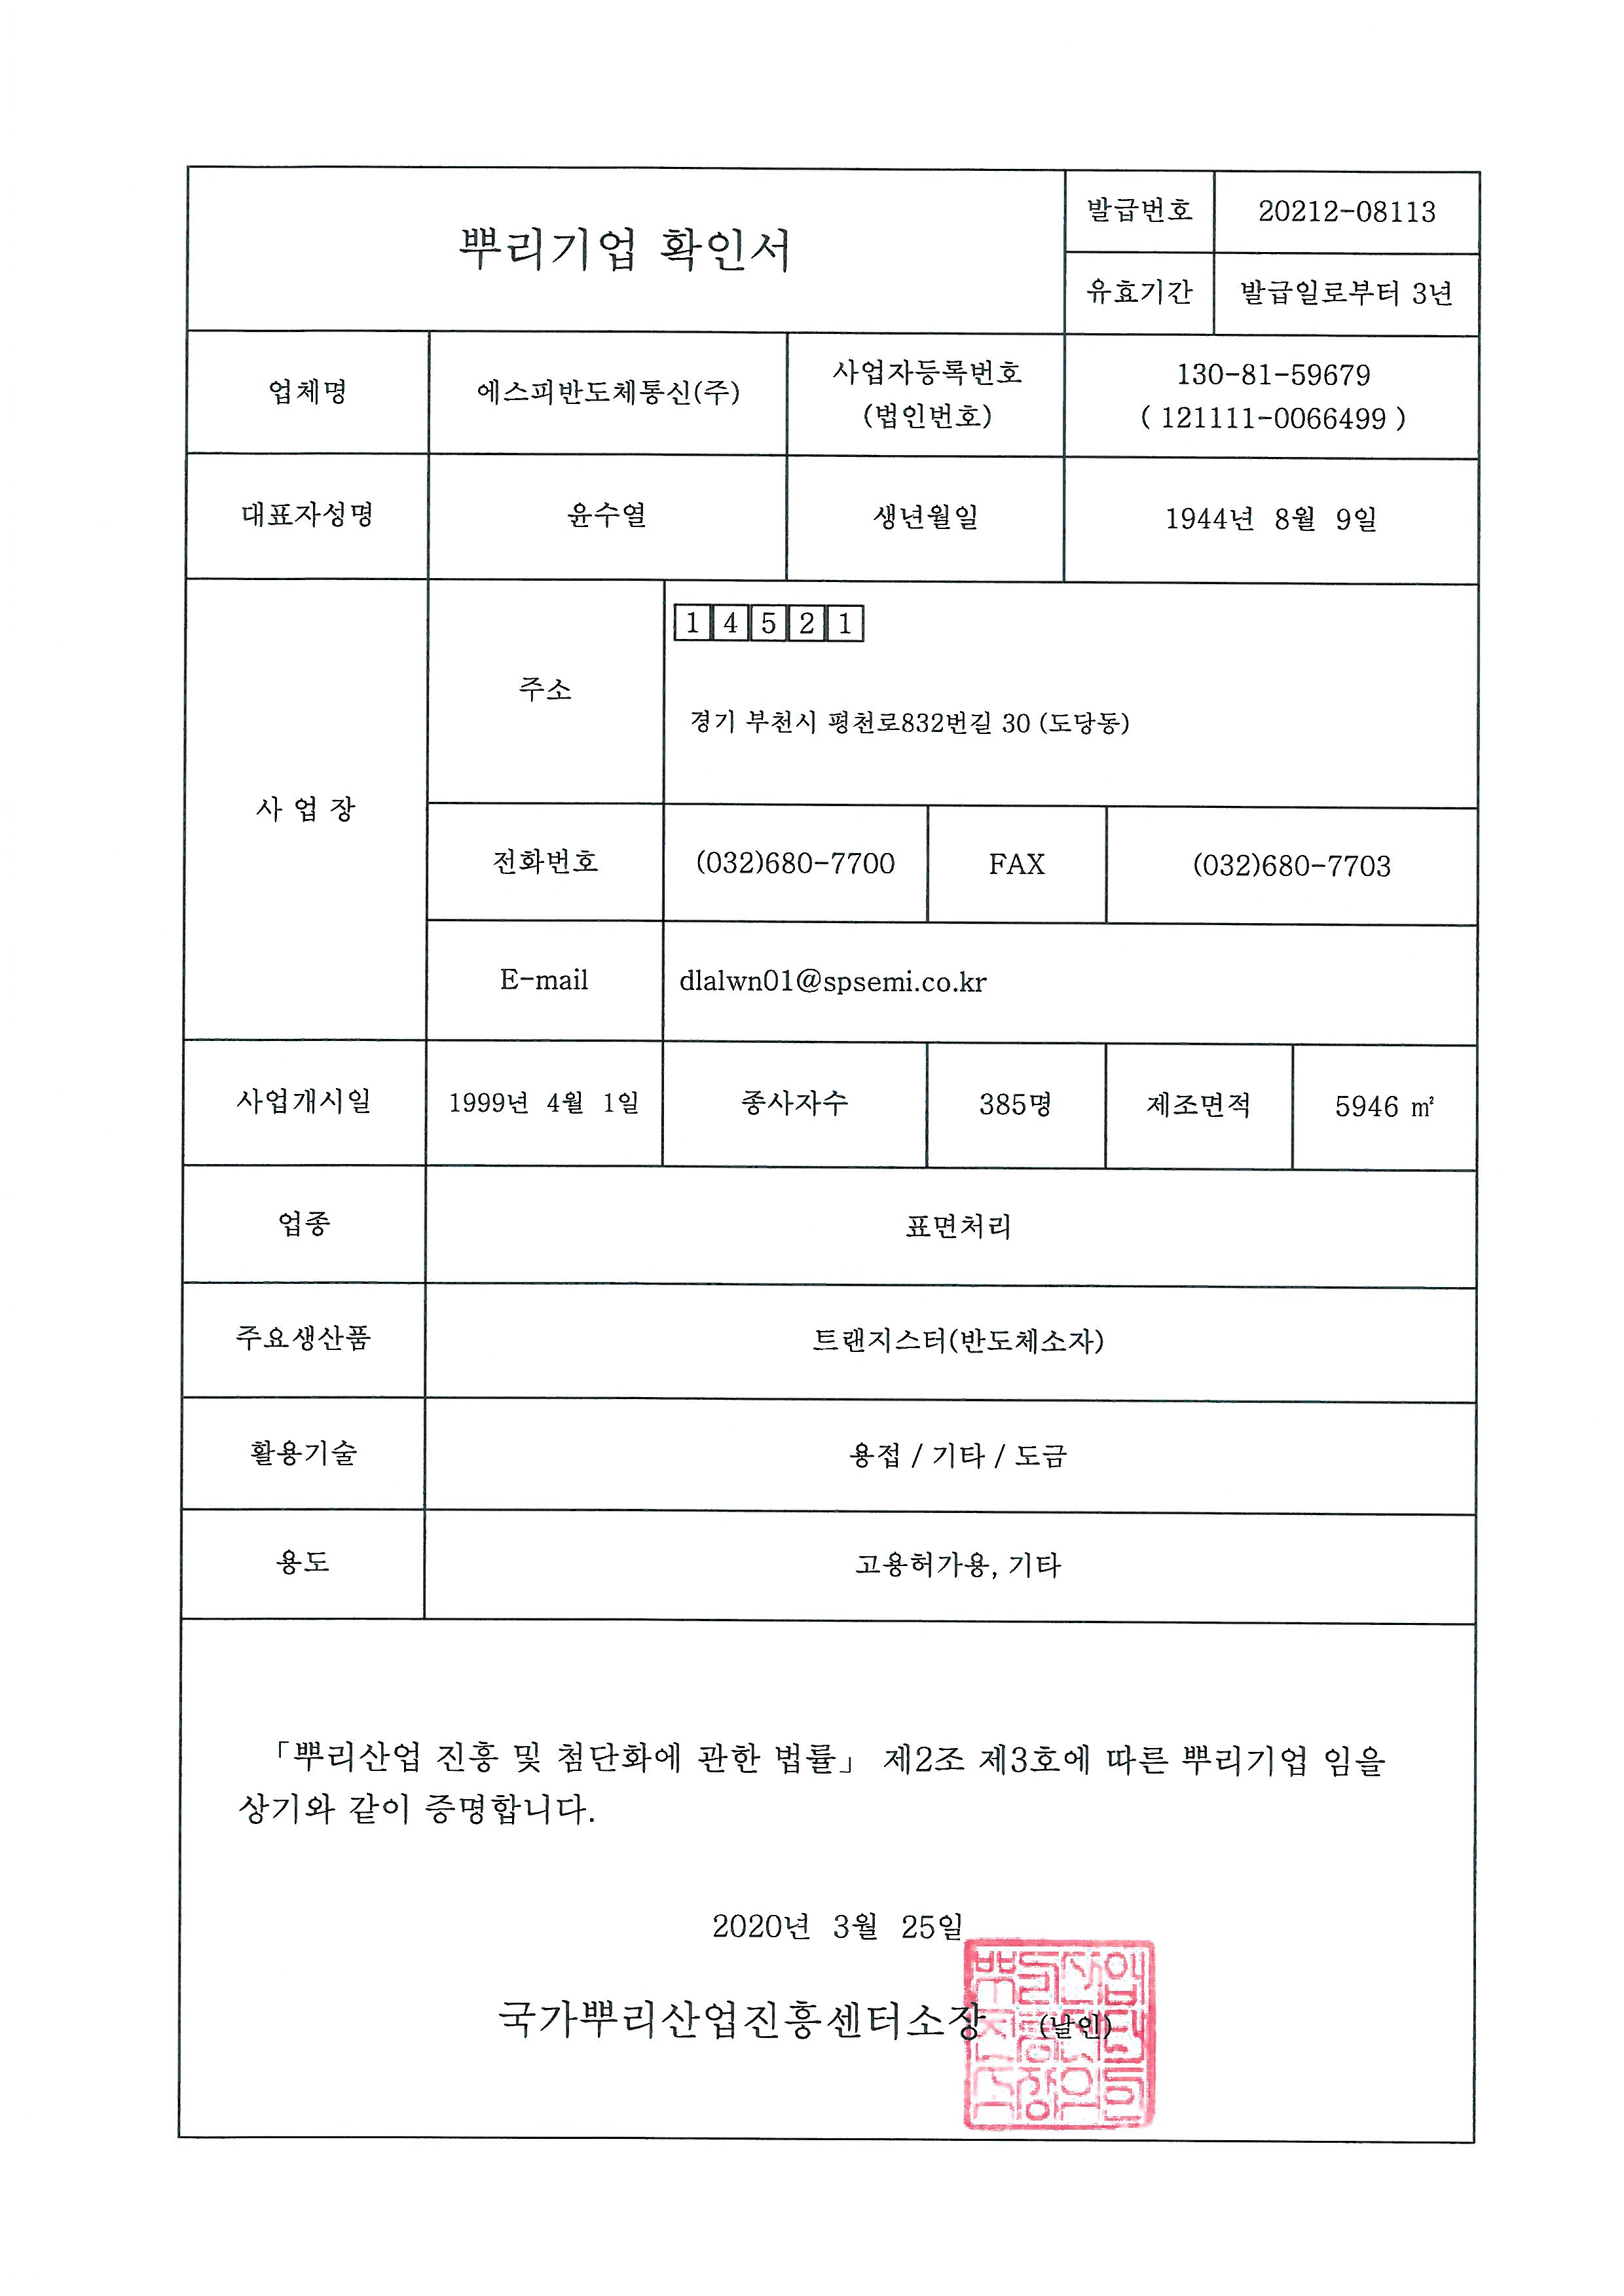 뿌리기업 확인서
발급번호
20212-08113
유효기간
발급일로부터 3년
업체명
에스피반도체통신(주)
사업자등록번호
(법인번호)
130-81-59679
( 121111-0066499 )
대표자성명
윤수열
생년월일
1944년 8월 9일
사 업 장
주소
1 4 5 2 1
경기 부천시 평천로832번길 30 (도당동)
전화번호
(032)680-7700
FAX
(032)680-7703
E-mail
dlalwn01@spsemi.co.kr
사업개시일
1999년 4월 1일
종사자수
385명
제조면적
5946 ㎡
업종
표면처리
주요생산품
트랜지스터(반도체소자)
활용기술
용접 / 기타 / 도금
용도
고용허가용, 기타
「뿌리산업 진흥 및 첨단화에 관한 법률」 제2조 제3호에 따른 뿌리기업 임을
상기와 같이 증명합니다.
2020년 3월 25일
국가뿌리산업진흥센터소장 (날인)